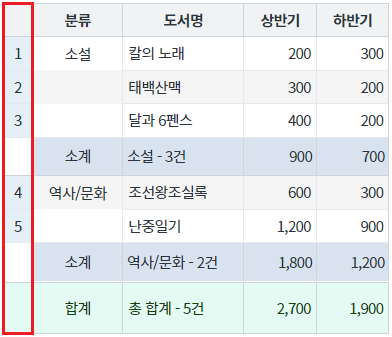 분류 도서명 상반기 하반기
1 소설 칼의 노래 200 300
2 태백산맥 300 200
3 달과 6펜스 400 200
소계 소설 - 3건 900 700
4 역사/문화 조선왕조실록 600 300
5 난중일기 1,200 900
소계 역사/문화 - 2건 1,800 1,200
합계 총 합계 - 5건 2,700 1,900